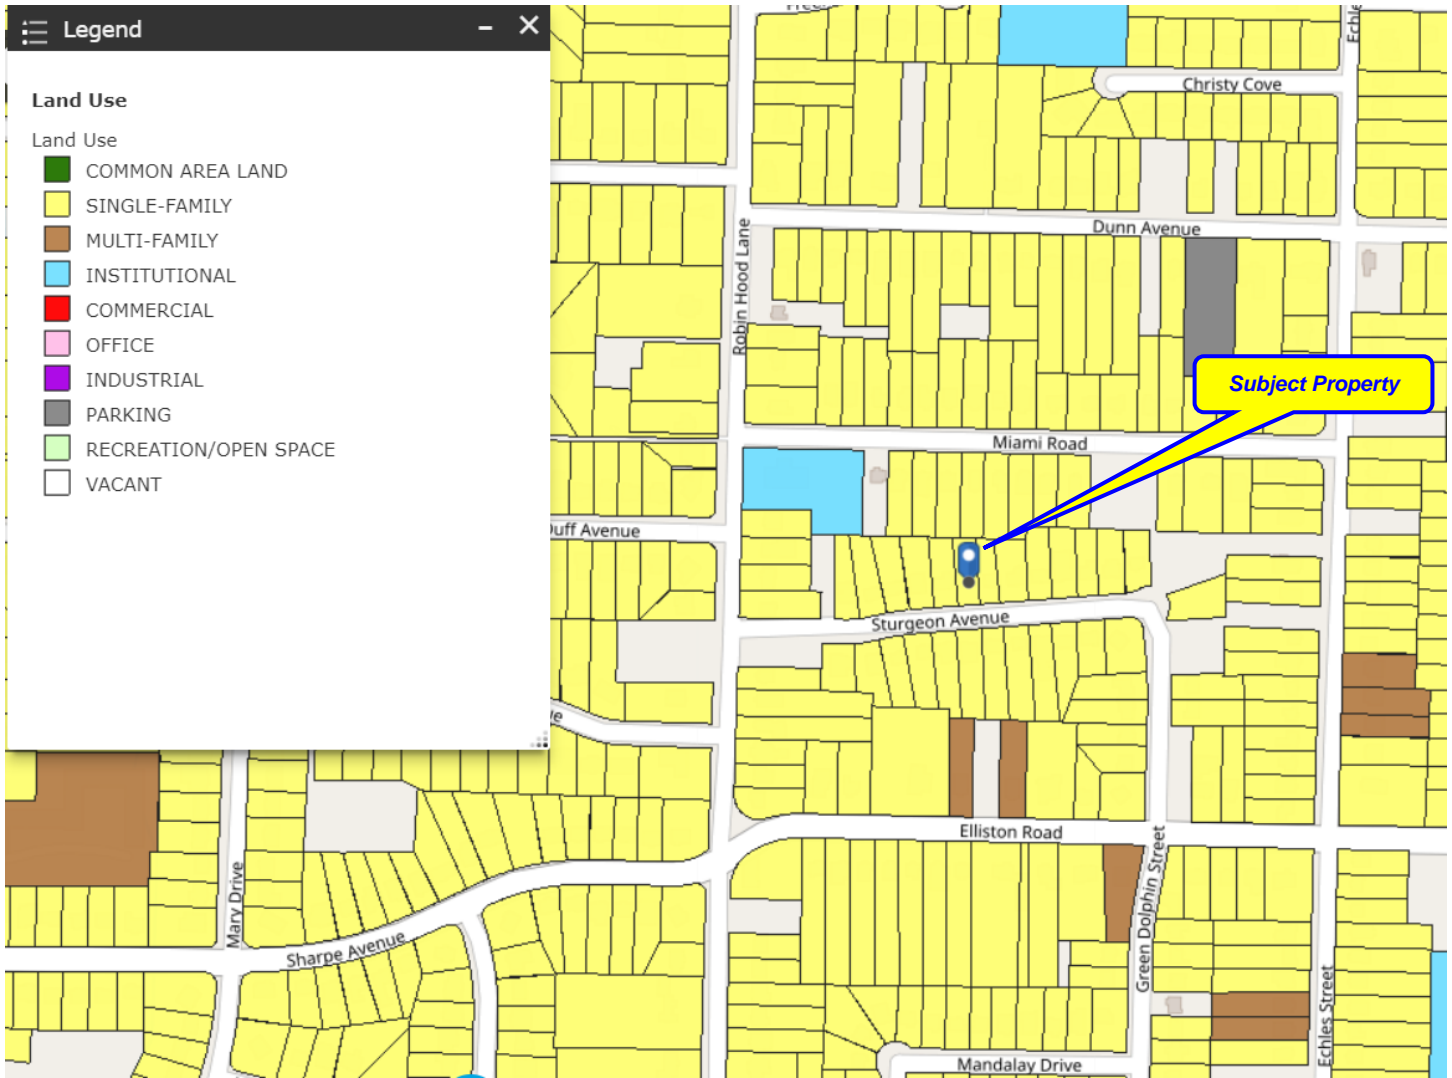 Legend
Land Use
Land Use
COMMON AREA LAND
SINGLE-FAMILY
MULTI-FAMILY
INSTITUTIONAL
COMMERCIAL
OFFICE
INDUSTRIAL
PARKING
RECREATION/OPEN SPACE
VACANT
Christy Cove
Dunn Avenue
Robin Hood Lane
Subject Property
Miami Road
Sturgeon Avenue
Elliston Road
Green Dolphin Street
Mary Drive
Sharpe Avenue
Echles Street
Mandalay Drive